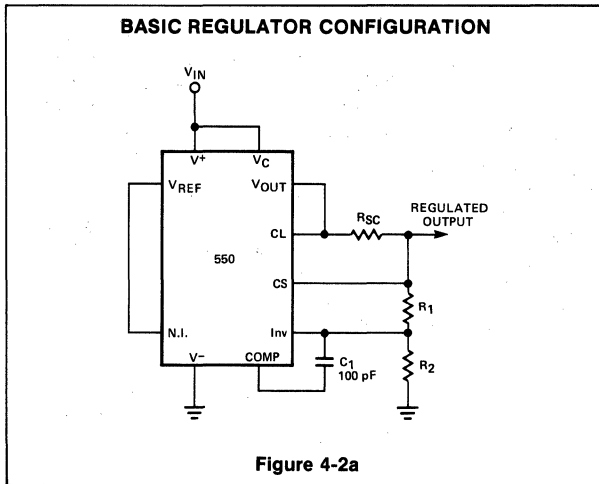 BASIC REGULATOR CONFIGURATION
VIN
V+ VC
VREF VOUT
RSC REGULATED
OUTPUT
CL
550
CS
R1
N.I. Inv
V− COMP C1
100 pF
R2
Figure 4-2a